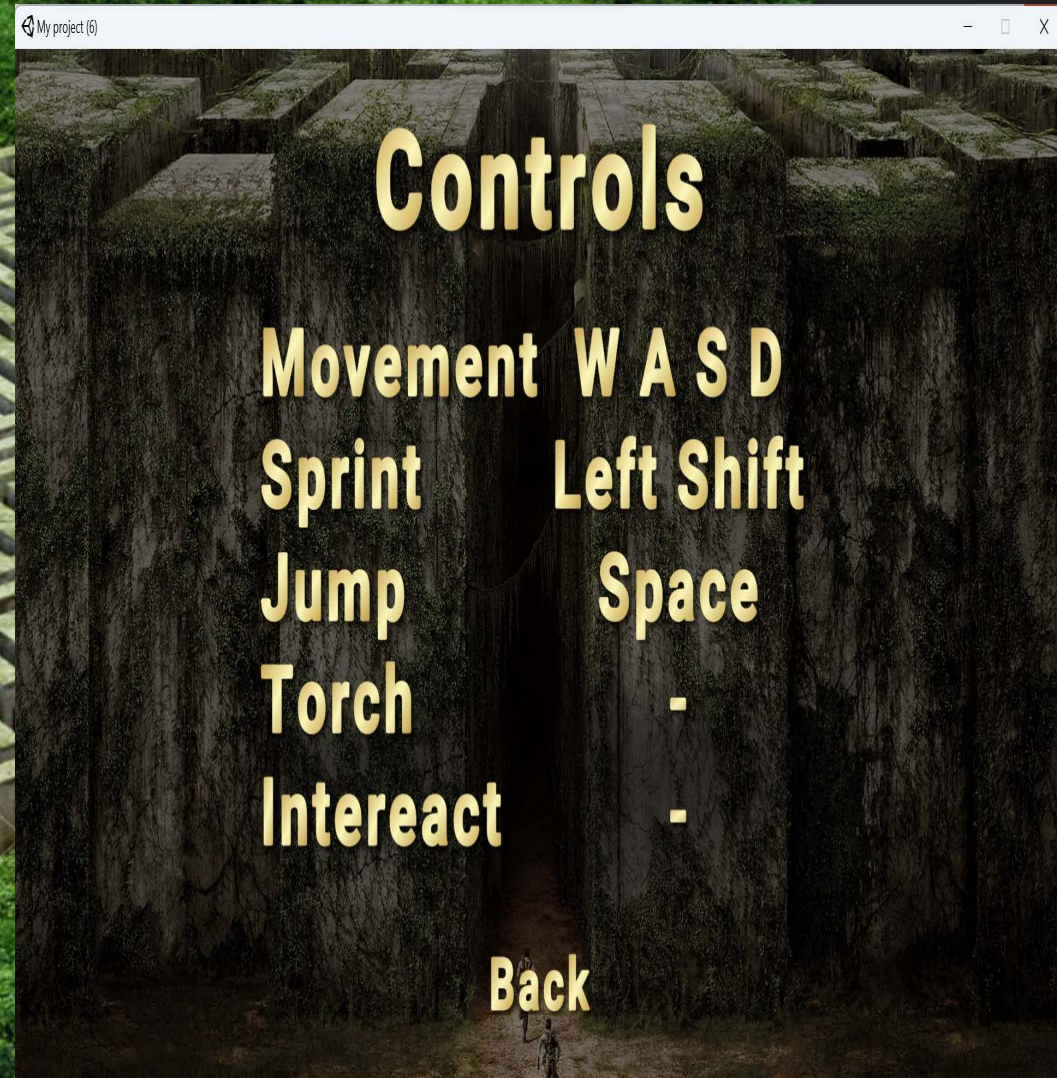 My project (6)
Controls
Movement W A S D
Sprint Left Shift
Jump Space
Torch -
Intereact -
Back